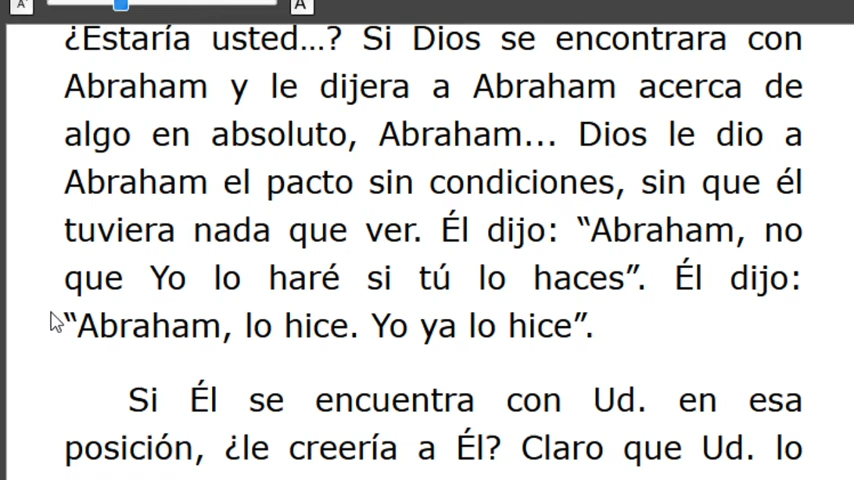 A A
¿Estaría usted…? Si Dios se encontrara con
Abraham y le dijera a Abraham acerca de
algo en absoluto, Abraham… Dios le dio a
Abraham el pacto sin condiciones, sin que él
tuviera nada que ver. Él dijo: “Abraham, no
que Yo lo haré si tú lo haces”. Él dijo:
“Abraham, lo hice. Yo ya lo hice”.
Si Él se encuentra con Ud. en esa
posición, ¿le creería a Él? Claro que Ud. lo